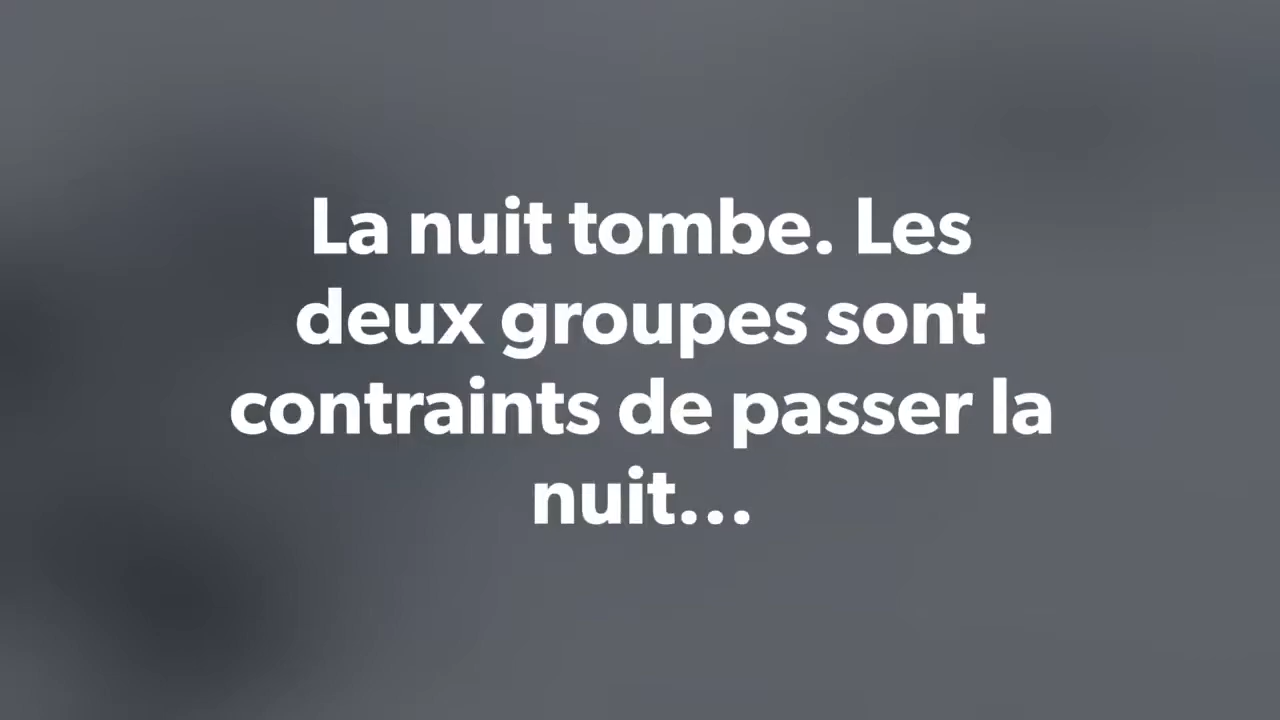 La nuit tombe. Les
deux groupes sont
contraints de passer la
nuit...